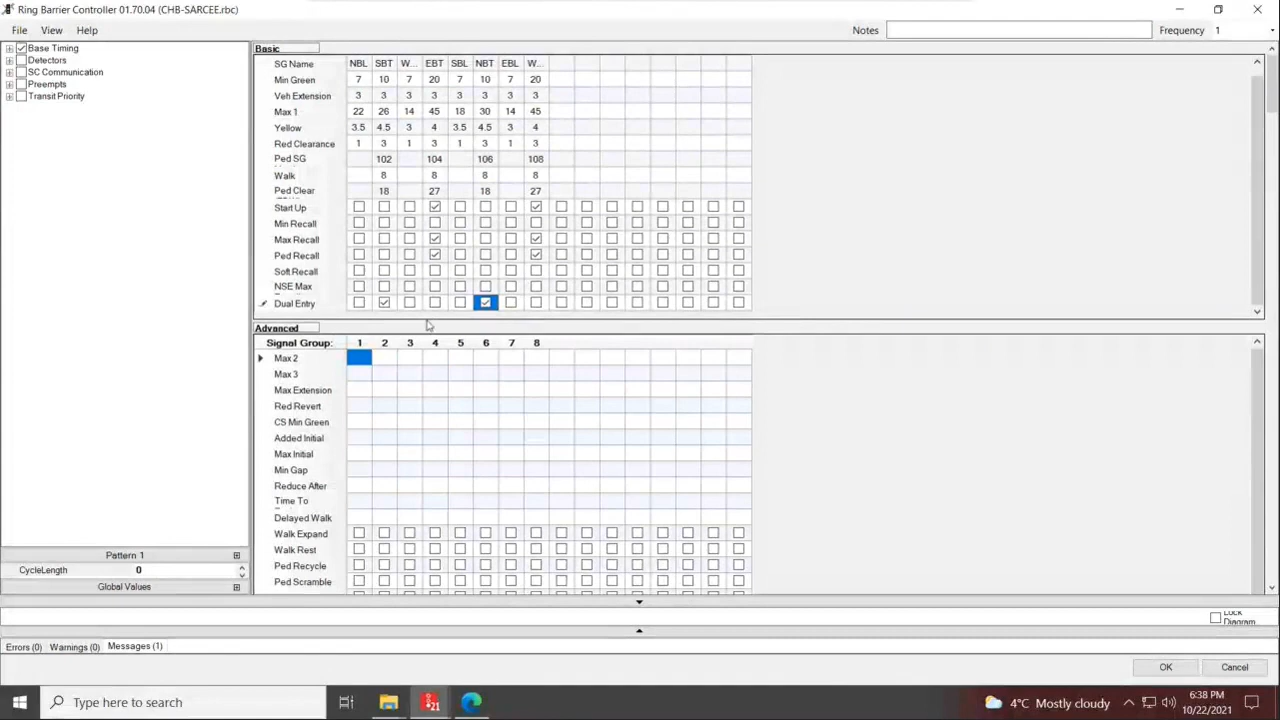 Ring Barrier Controller 01.70.04 (CHB-SARCEE.rbc)
File View Help Notes Frequency 1
Base Timing
Detectors
SC Communication
Preempts
Transit Priority
Basic
SG Name NBL SBT W... EBT SBL NBT EBL W...
Min Green 7 10 7 20 7 10 7 20
Veh Extension 3 3 3 3 3 3 3 3
Max 1 22 26 14 45 18 30 14 45
Yellow 3.5 4.5 3 4 3.5 4.5 3 4
Red Clearance 1 3 1 3 1 3 1 3
Ped SG 102 104 106 108
Walk 8 8 8 8
Ped Clear 18 27 18 27
Start Up
Min Recall
Max Recall
Ped Recall
Soft Recall
NSE Max
Dual Entry
Advanced
Signal Group: 1 2 3 4 5 6 7 8
Max 2
Max 3
Max Extension
Red Revert
CS Min Green
Added Initial
Max Initial
Min Gap
Reduce After
Time To
Delayed Walk
Walk Expand
Walk Rest
Ped Recycle
Ped Scramble
Pattern 1
CycleLength 0
Global Values
Lock
Diagram
Errors (0) Warnings (0) Messages (1)
OK Cancel
Type here to search
21
4°C Mostly cloudy
6:38 PM
10/22/2021